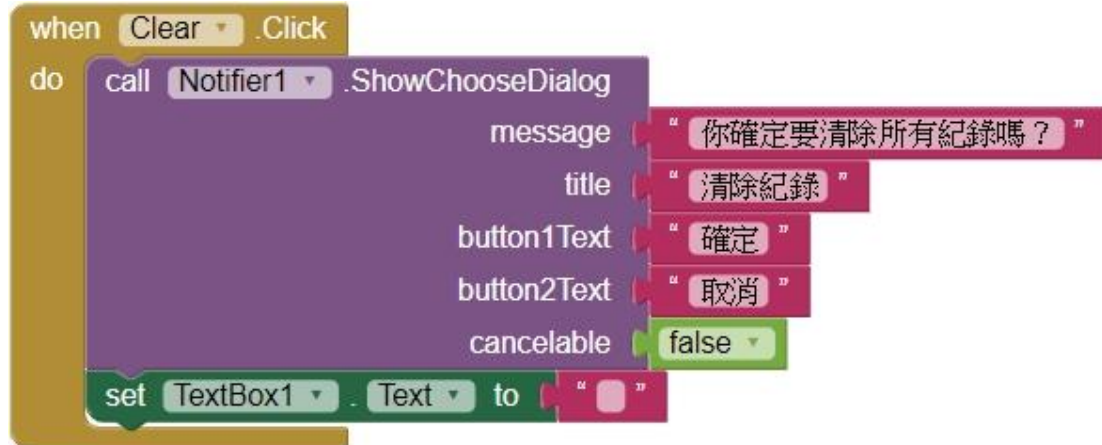 when Clear .Click
do call Notifier1 .ShowChooseDialog
message “ 你確定要清除所有紀錄嗎？ ”
title “ 清除紀錄 ”
button1Text “ 確定 ”
button2Text “ 取消 ”
cancelable false
set TextBox1 . Text to “ ”